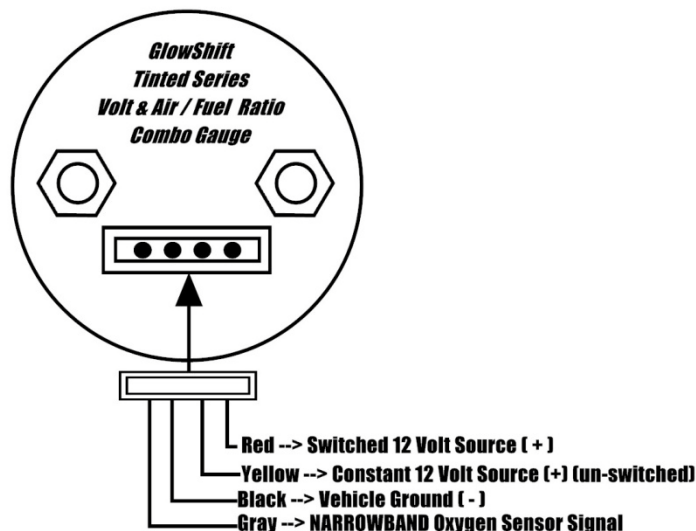 GlowShift
Tinted Series
Volt & Air / Fuel Ratio
Combo Gauge
Red --> Switched 12 Volt Source ( + )
Yellow --> Constant 12 Volt Source (+) (un-switched)
Black --> Vehicle Ground ( - )
Gray --> NARROWBAND Oxygen Sensor Signal